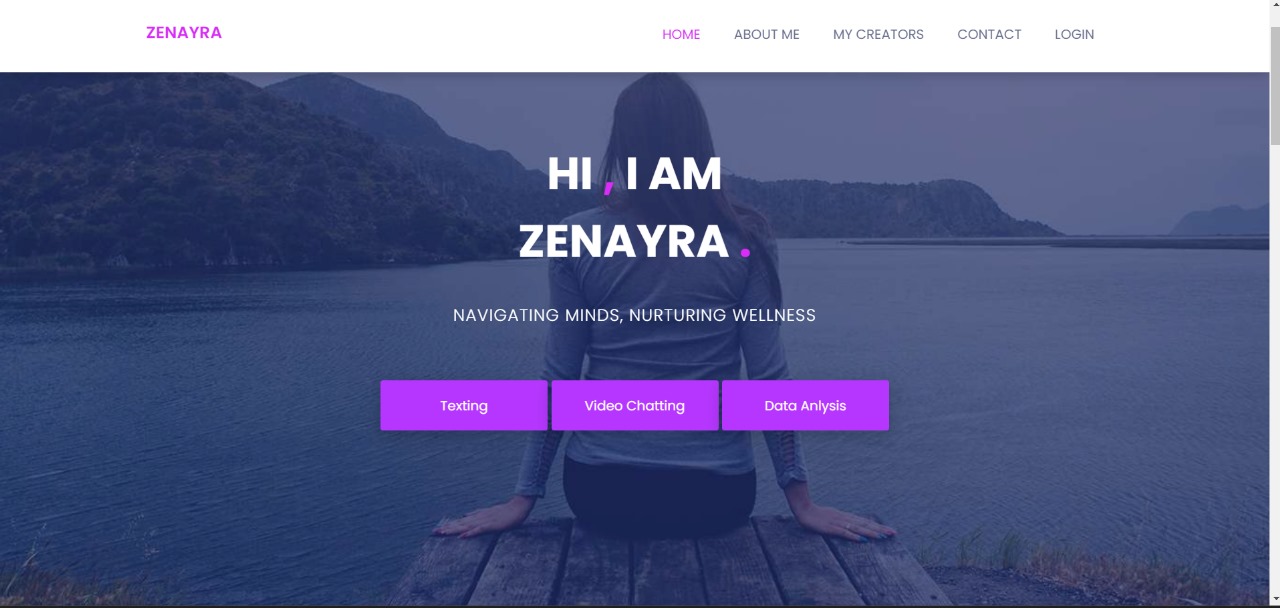 ZENAYRA
HOME ABOUT ME MY CREATORS CONTACT LOGIN
HI , I AM
ZENAYRA .
NAVIGATING MINDS, NURTURING WELLNESS
Texting Video Chatting Data Anlysis